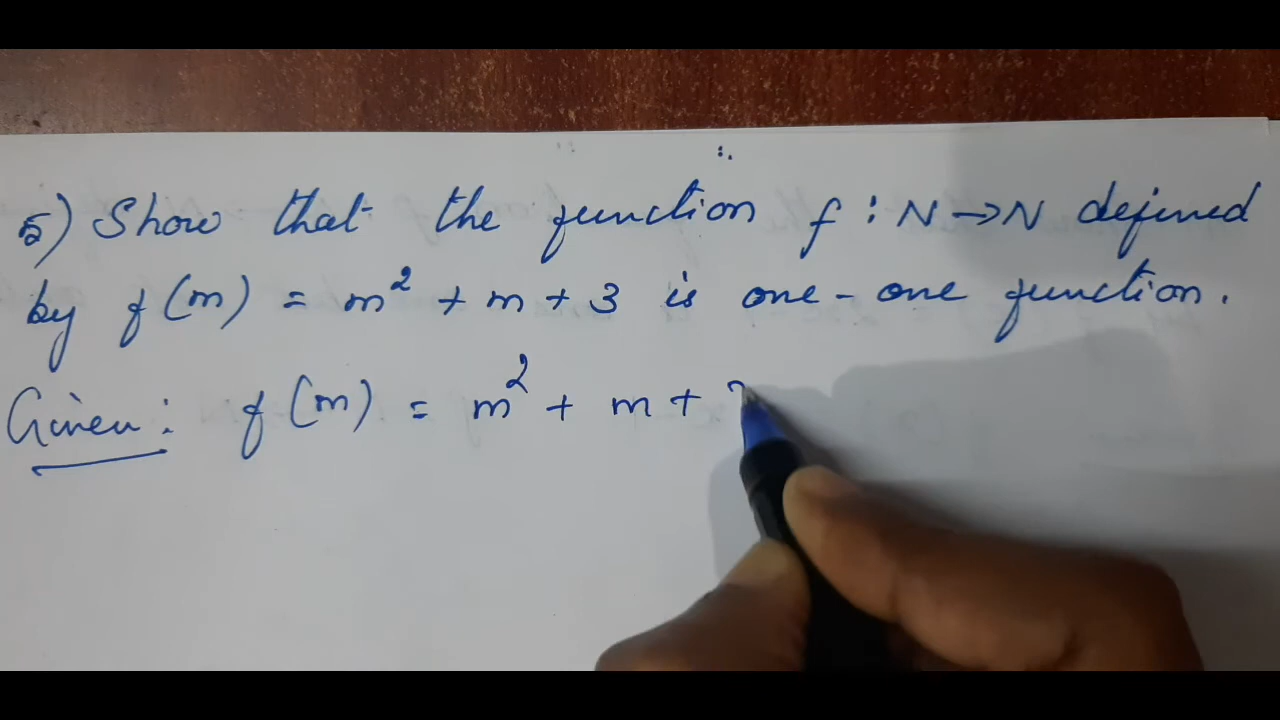 5) Show that the function f : N → N defined
by f(m) = m² + m + 3 is one-one function.
Given: f(m) = m² + m +